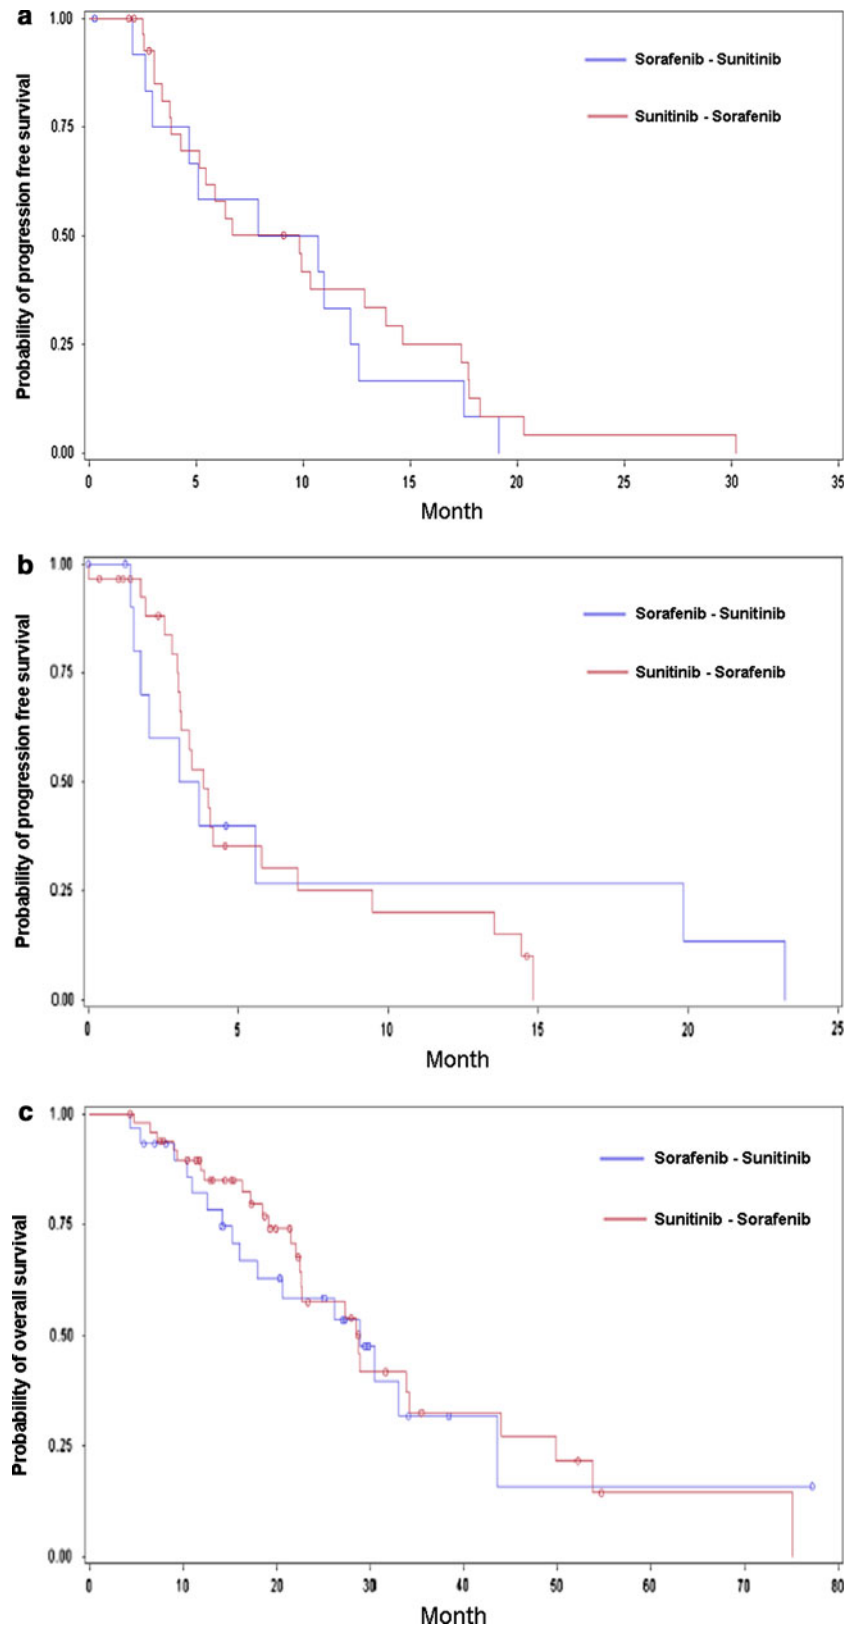 a
1.00
Sorafenib - Sunitinib
Sunitinib - Sorafenib
0.75
0.50
0.25
0.00
Probability of progression free survival
0 5 10 15 20 25 30 35
Month
b
1.00
Sorafenib - Sunitinib
Sunitinib - Sorafenib
0.75
0.50
0.25
0.00
Probability of progression free survival
0 5 10 15 20 25
Month
c
1.00
Sorafenib - Sunitinib
Sunitinib - Sorafenib
0.75
0.50
0.25
0.00
Probability of overall survival
0 10 20 30 40 50 60 70 80
Month